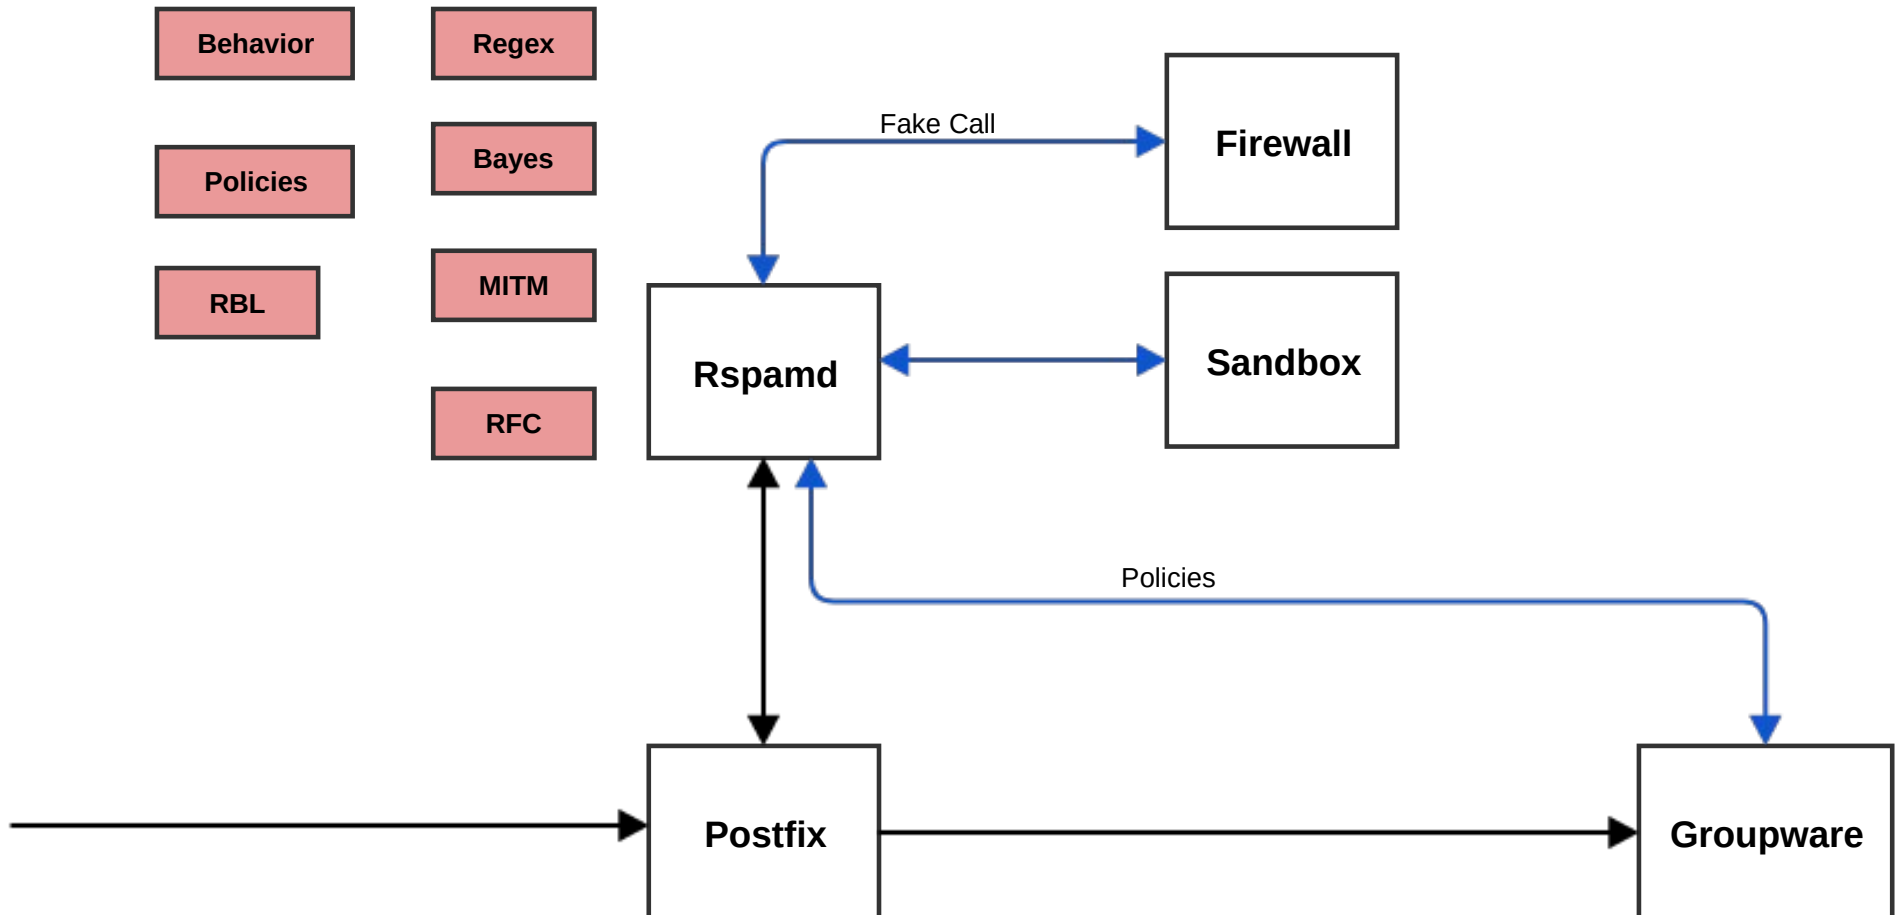 Behavior
Regex
Fake Call
Firewall
Policies
Bayes
RBL
MITM
Rspamd
Sandbox
RFC
Policies
Postfix
Groupware